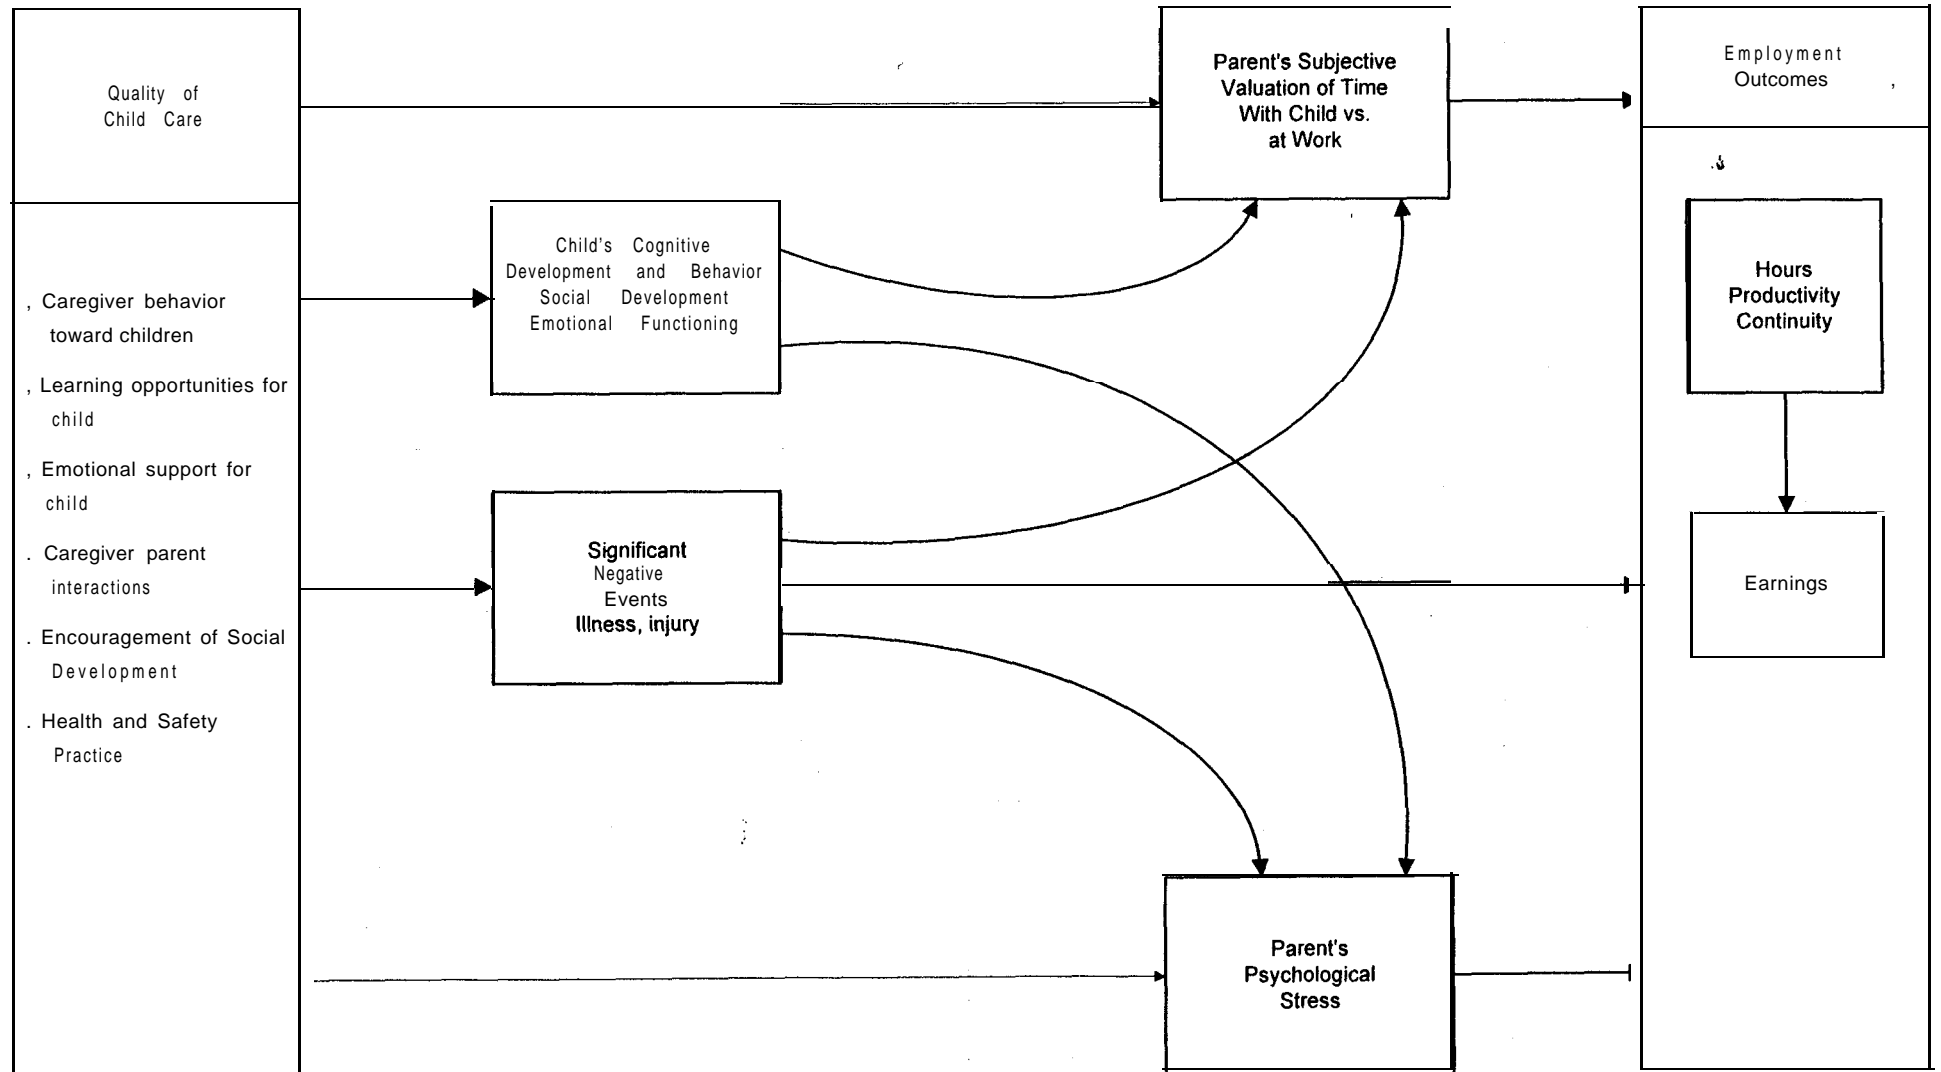 Quality of
Child Care
, Caregiver behavior
toward children
, Learning opportunities for
child
, Emotional support for
child
. Caregiver parent
interactions
. Encouragement of Social
Development
. Health and Safety
Practice
Child's Cognitive
Development and Behavior
Social Development
Emotional Functioning
Significant
Negative
Events
Illness, injury
Parent's Subjective
Valuation of Time
With Child vs.
at Work
Parent's
Psychological
Stress
Employment
Outcomes
Hours
Productivity
Continuity
Earnings